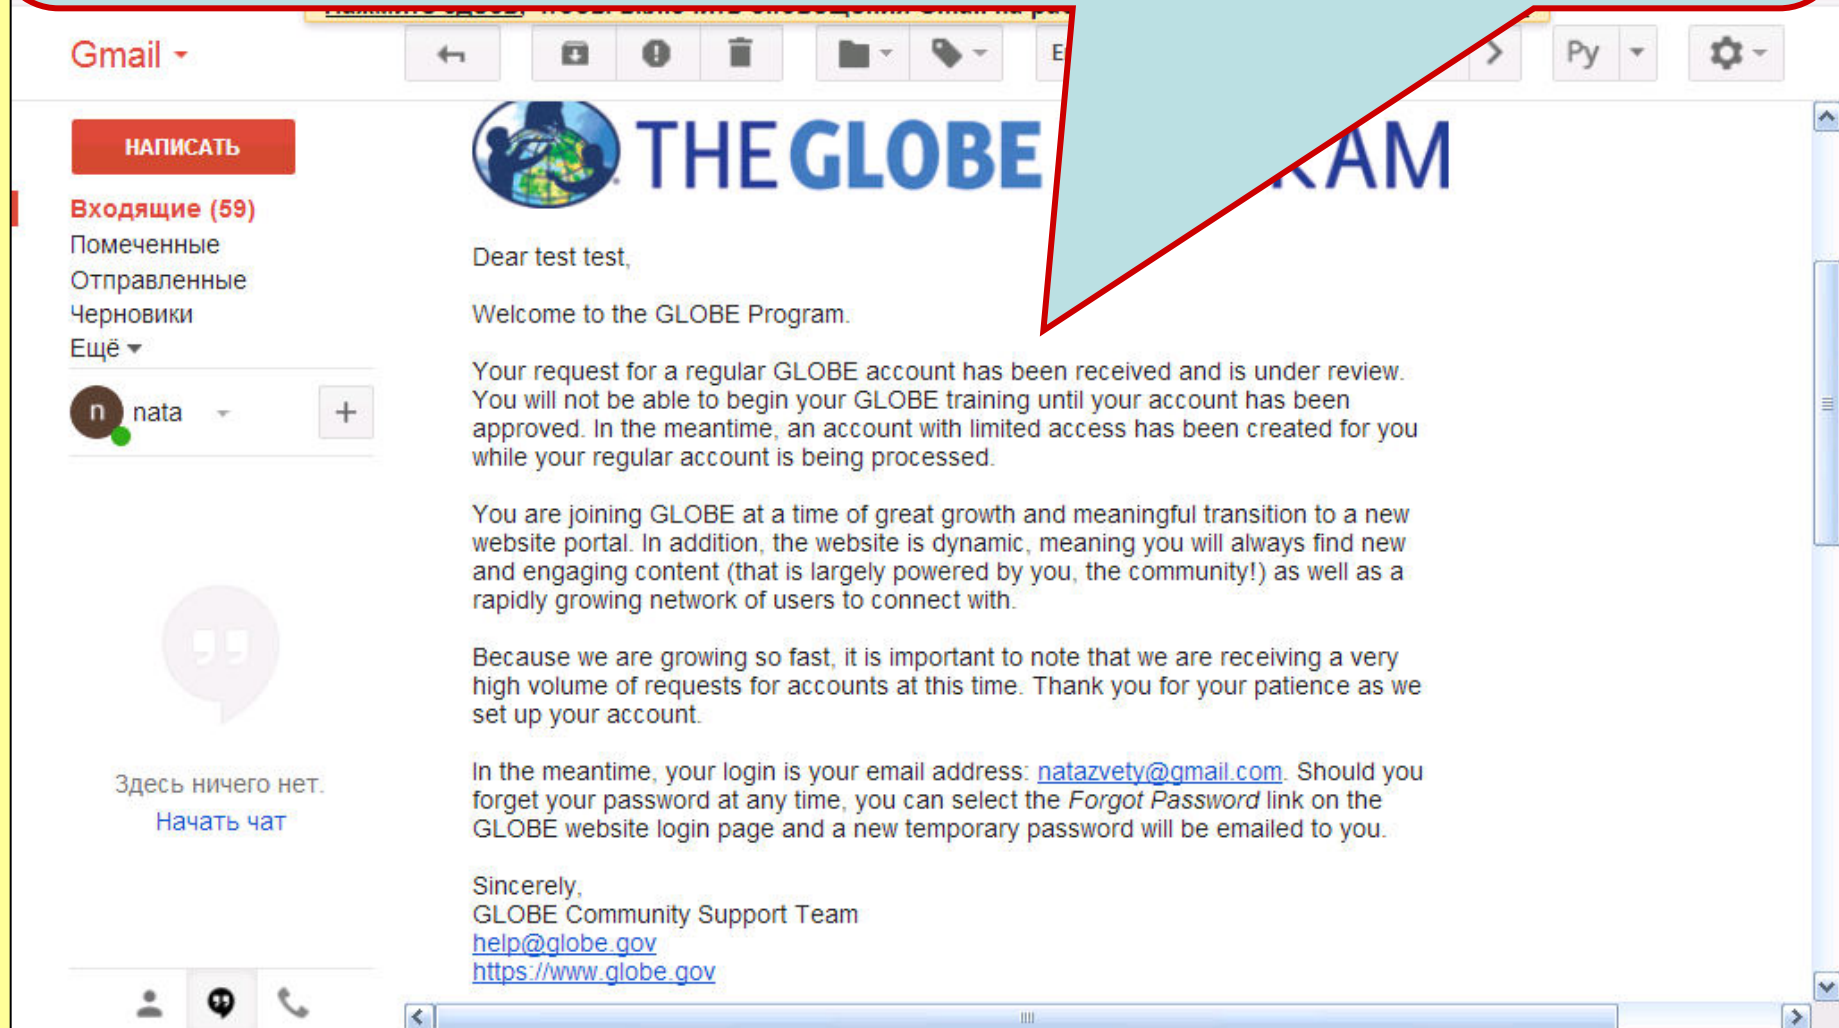 Gmail
Py
НАПИСАТЬ
THE GLOBE
Входящие (59)
Помеченные
Отправленные
Черновики
Ещё
n nata
Здесь ничего нет.
Начать чат
Dear test test,
Welcome to the GLOBE Program.
Your request for a regular GLOBE account has been received and is under review.
You will not be able to begin your GLOBE training until your account has been
approved. In the meantime, an account with limited access has been created for you
while your regular account is being processed.
You are joining GLOBE at a time of great growth and meaningful transition to a new
website portal. In addition, the website is dynamic, meaning you will always find new
and engaging content (that is largely powered by you, the community!) as well as a
rapidly growing network of users to connect with.
Because we are growing so fast, it is important to note that we are receiving a very
high volume of requests for accounts at this time. Thank you for your patience as we
set up your account.
In the meantime, your login is your email address: natazvety@gmail.com. Should you
forget your password at any time, you can select the Forgot Password link on the
GLOBE website login page and a new temporary password will be emailed to you.
Sincerely,
GLOBE Community Support Team
help@globe.gov
https://www.globe.gov